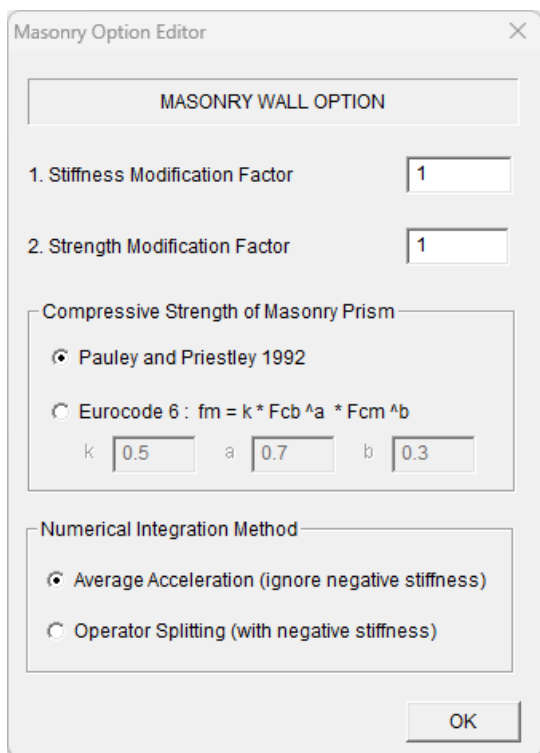 Masonry Option Editor
MASONRY WALL OPTION
1. Stiffness Modification Factor 1
2. Strength Modification Factor 1
Compressive Strength of Masonry Prism
Pauley and Priestley 1992
Eurocode 6 : fm = k * Fcb ^a * Fcm ^b
k 0.5 a 0.7 b 0.3
Numerical Integration Method
Average Acceleration (ignore negative stiffness)
Operator Splitting (with negative stiffness)
OK